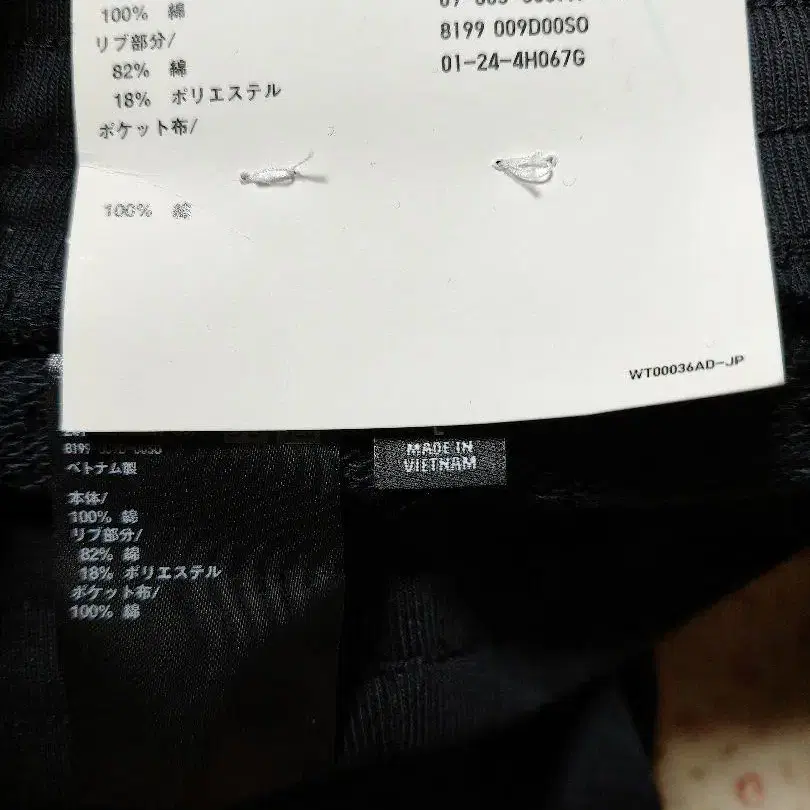 100% 綿
リブ部分/
82% 綿
18% ポリエステル
ポケット布/
100% 綿
8199 009D00SO
01-24-4H067G
WT00036AD-JP
8199
ベトナム製
本体/
100% 綿
リブ部分/
82% 綿
18% ポリエステル
ポケット布/
100% 綿
MADE IN
VIETNAM